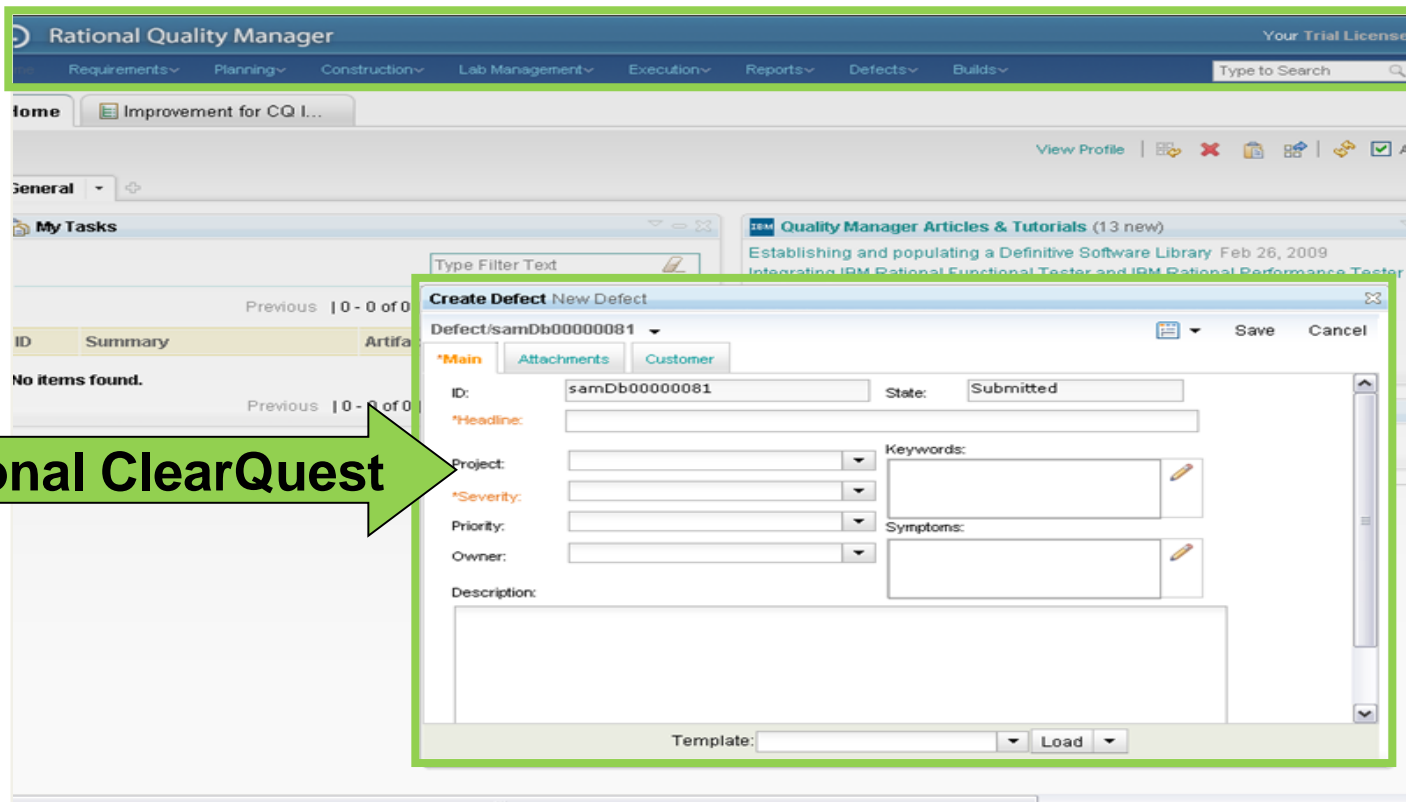 Rational Quality Manager Your Trial License
Requirements Planning Construction Lab Management Execution Reports Defects Builds Type to Search
Home Improvement for CQ I...
View Profile
General
My Tasks
IBM Quality Manager Articles & Tutorials (13 new)
Establishing and populating a Definitive Software Library Feb 26, 2009
Type Filter Text
Integrating IBM Rational Functional Tester and IBM Rational Performance Tester
Previous | 0 - 0 of 0
Create Defect New Defect
Defect/samDb00000081 Save Cancel
ID Summary Artifa
*Main Attachments Customer
No items found.
ID: samDb00000081 State: Submitted
Previous | 0 - 0 of 0 |
*Headline:
onal ClearQuest
Project: Keywords:
*Severity:
Priority: Symptoms:
Owner:
Description:
Template: Load